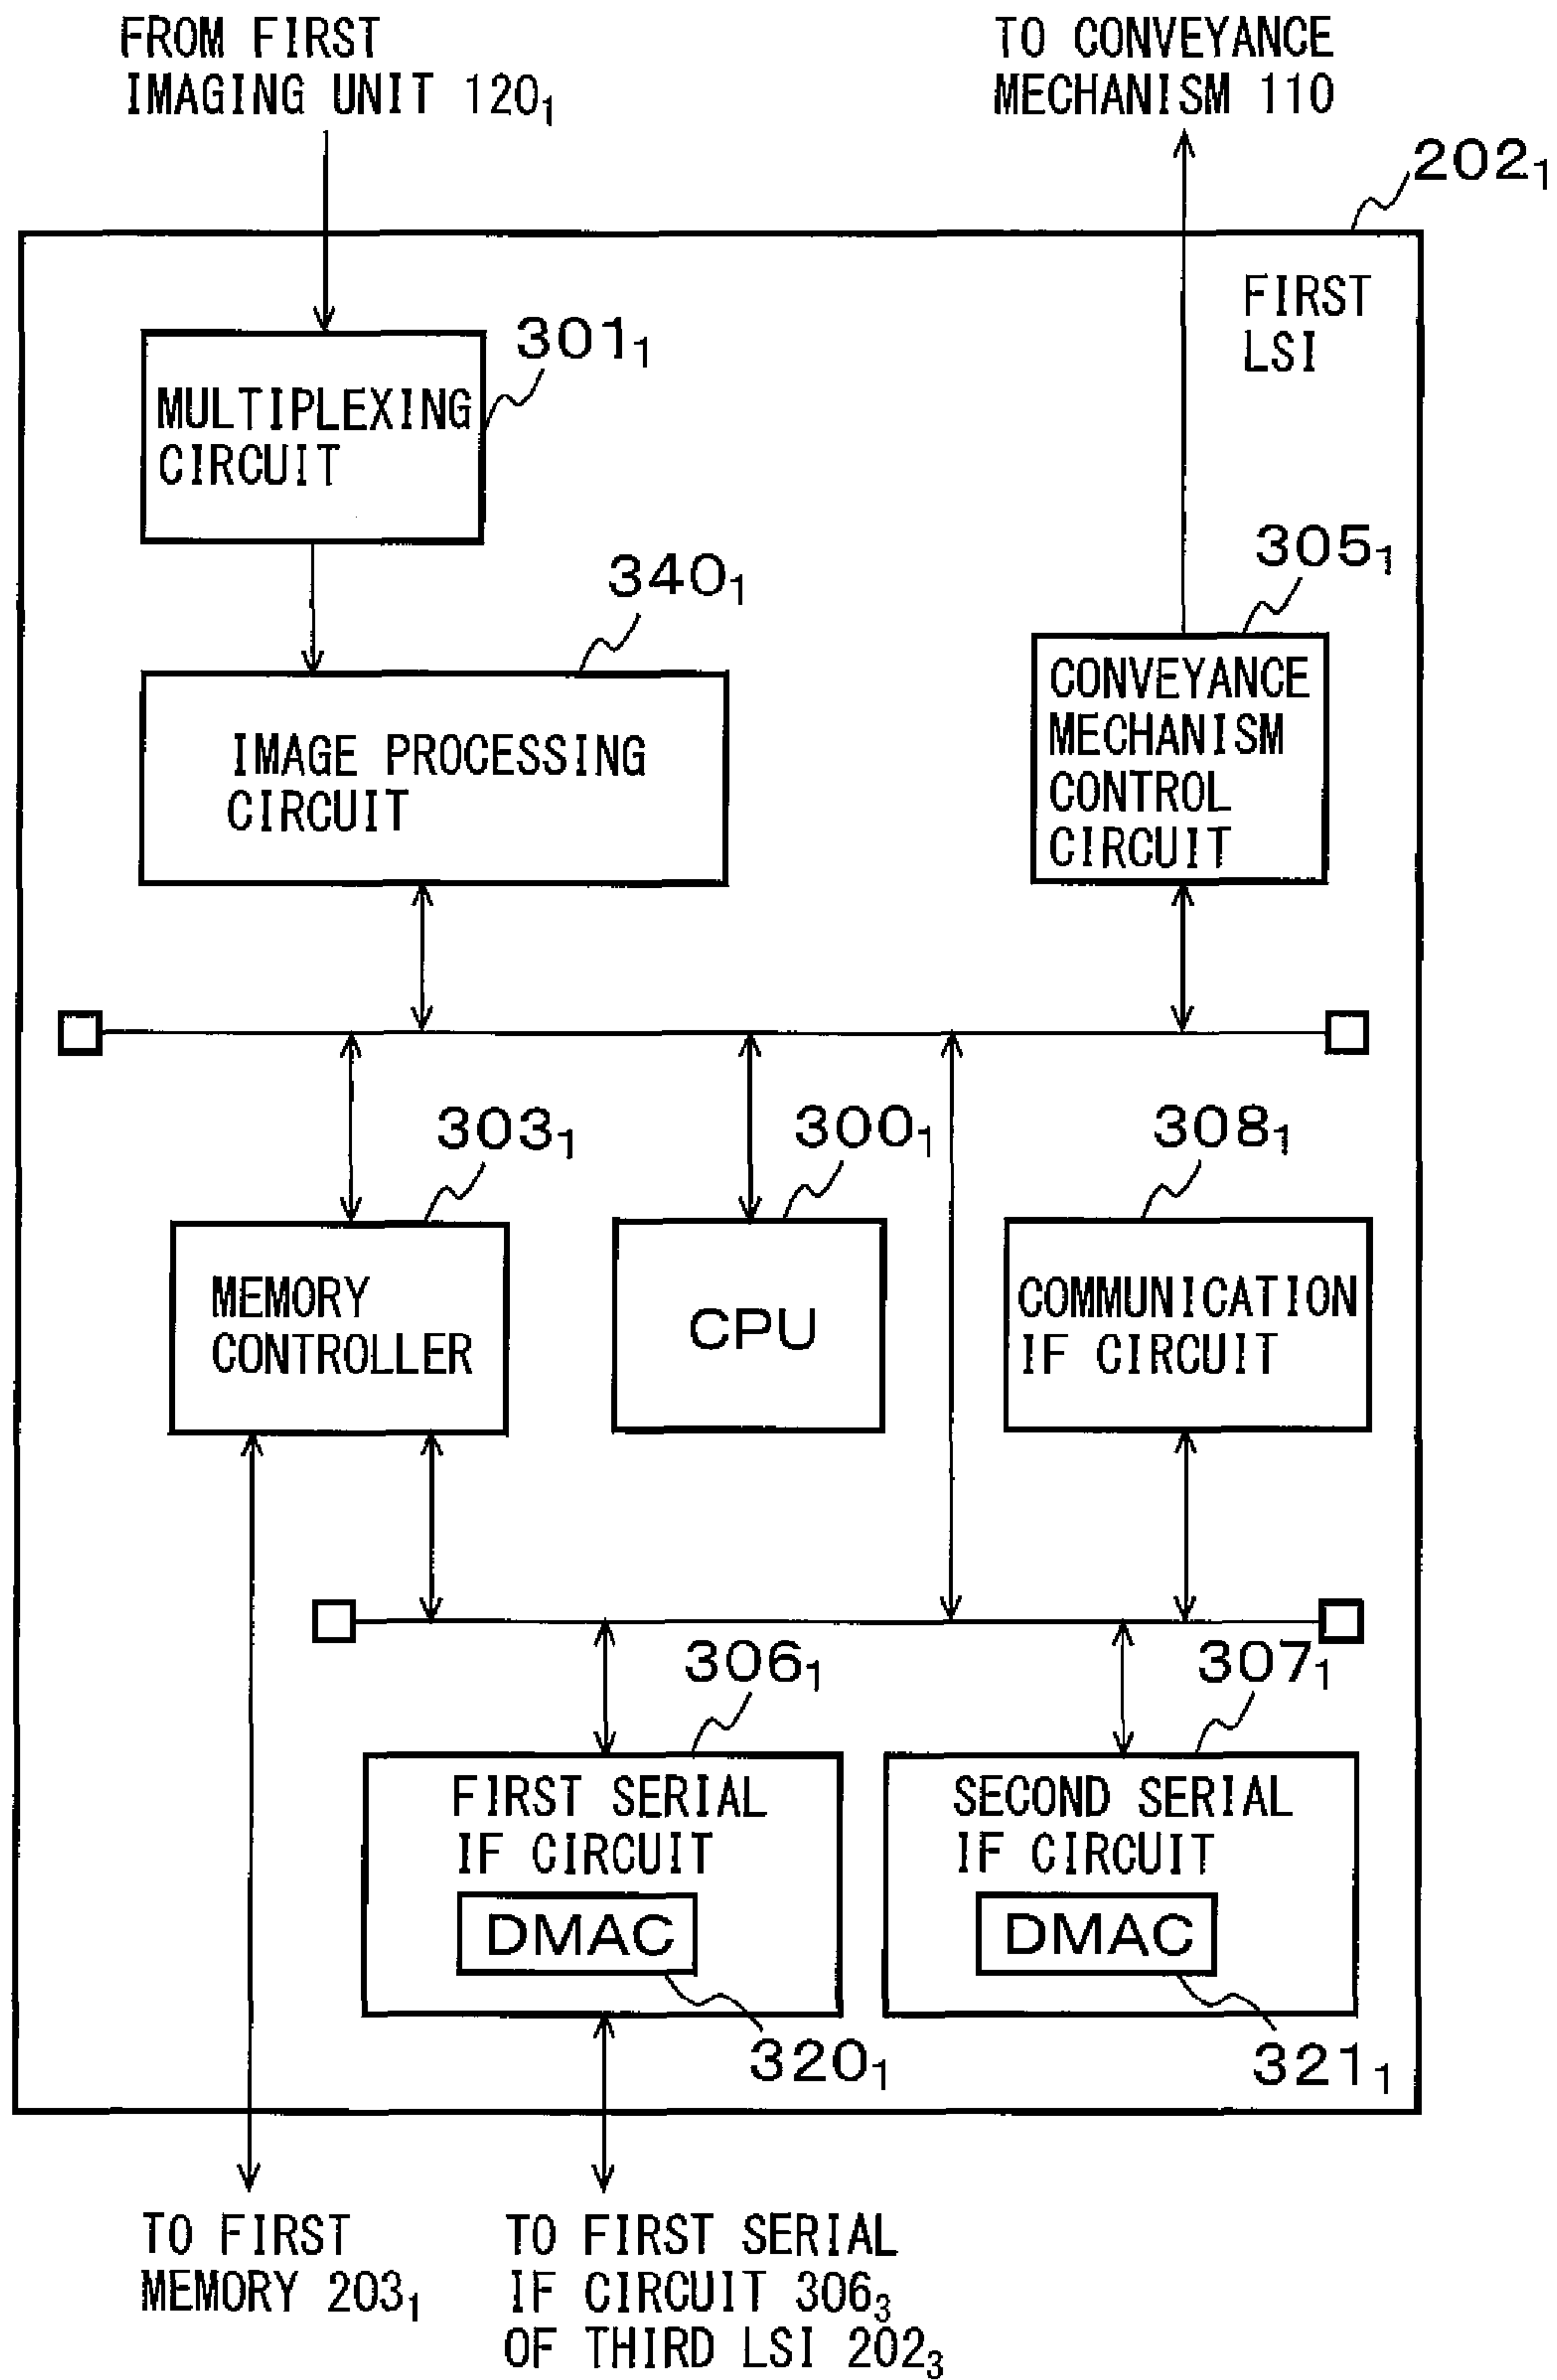 FROM FIRST
IMAGING UNIT 120₁
TO CONVEYANCE
MECHANISM 110
202₁
FIRST
LSI
301₁
MULTIPLEXING
CIRCUIT
340₁
IMAGE PROCESSING
CIRCUIT
305₁
CONVEYANCE
MECHANISM
CONTROL
CIRCUIT
303₁
MEMORY
CONTROLLER
300₁
CPU
308₁
COMMUNICATION
IF CIRCUIT
306₁
FIRST SERIAL
IF CIRCUIT
DMAC
320₁
307₁
SECOND SERIAL
IF CIRCUIT
DMAC
321₁
TO FIRST
MEMORY 203₁
TO FIRST SERIAL
IF CIRCUIT 306₃
OF THIRD LSI 202₃